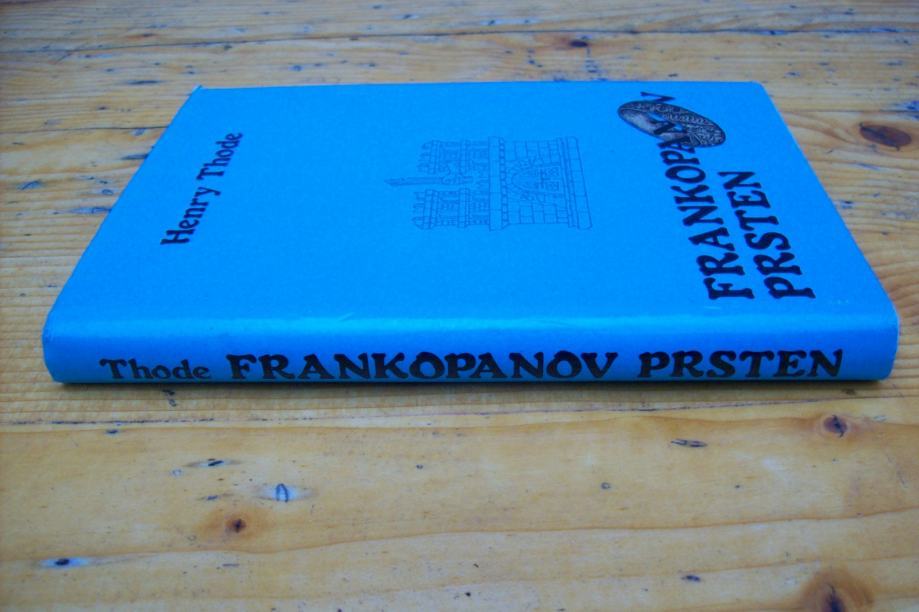 Henry Thode
FRANKOPANOV
PRSTEN
Thode FRANKOPANOV PRSTEN